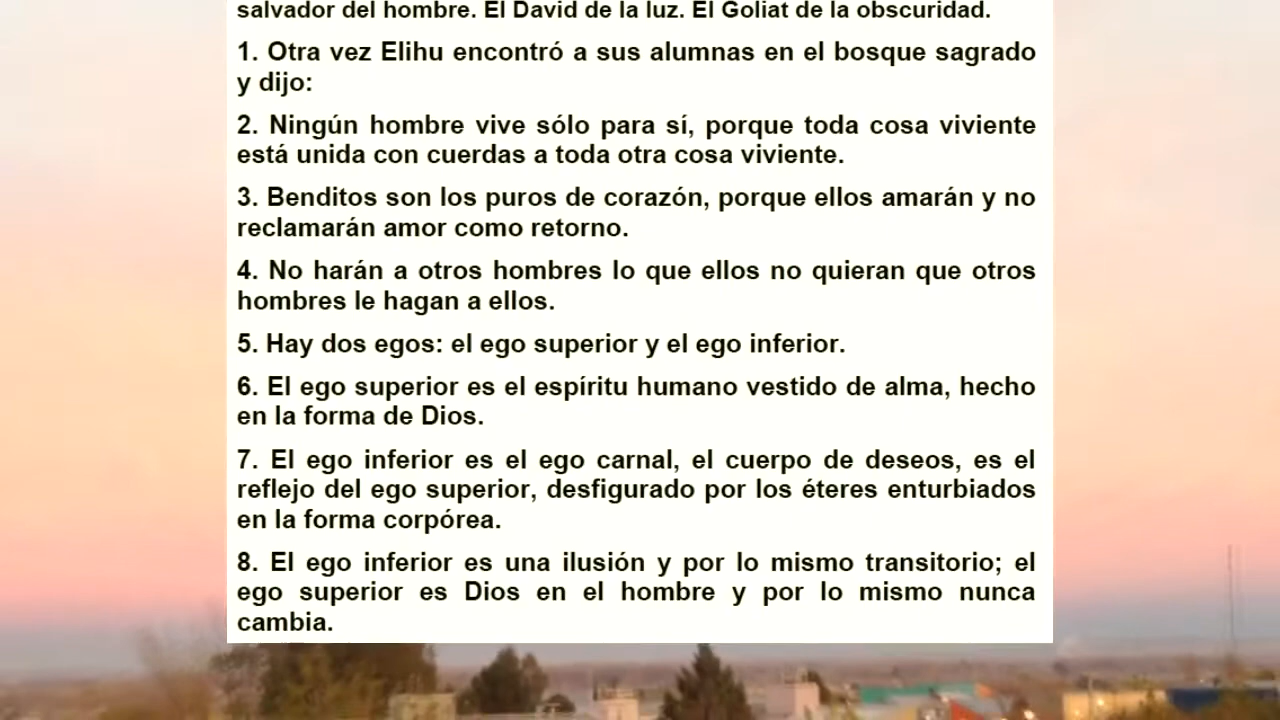 salvador del hombre. El David de la luz. El Goliat de la obscuridad.
1. Otra vez Elihu encontró a sus alumnas en el bosque sagrado
y dijo:
2. Ningún hombre vive sólo para sí, porque toda cosa viviente
está unida con cuerdas a toda otra cosa viviente.
3. Benditos son los puros de corazón, porque ellos amarán y no
reclamarán amor como retorno.
4. No harán a otros hombres lo que ellos no quieran que otros
hombres le hagan a ellos.
5. Hay dos egos: el ego superior y el ego inferior.
6. El ego superior es el espíritu humano vestido de alma, hecho
en la forma de Dios.
7. El ego inferior es el ego carnal, el cuerpo de deseos, es el
reflejo del ego superior, desfigurado por los éteres enturbiados
en la forma corpórea.
8. El ego inferior es una ilusión y por lo mismo transitorio; el
ego superior es Dios en el hombre y por lo mismo nunca
cambia.